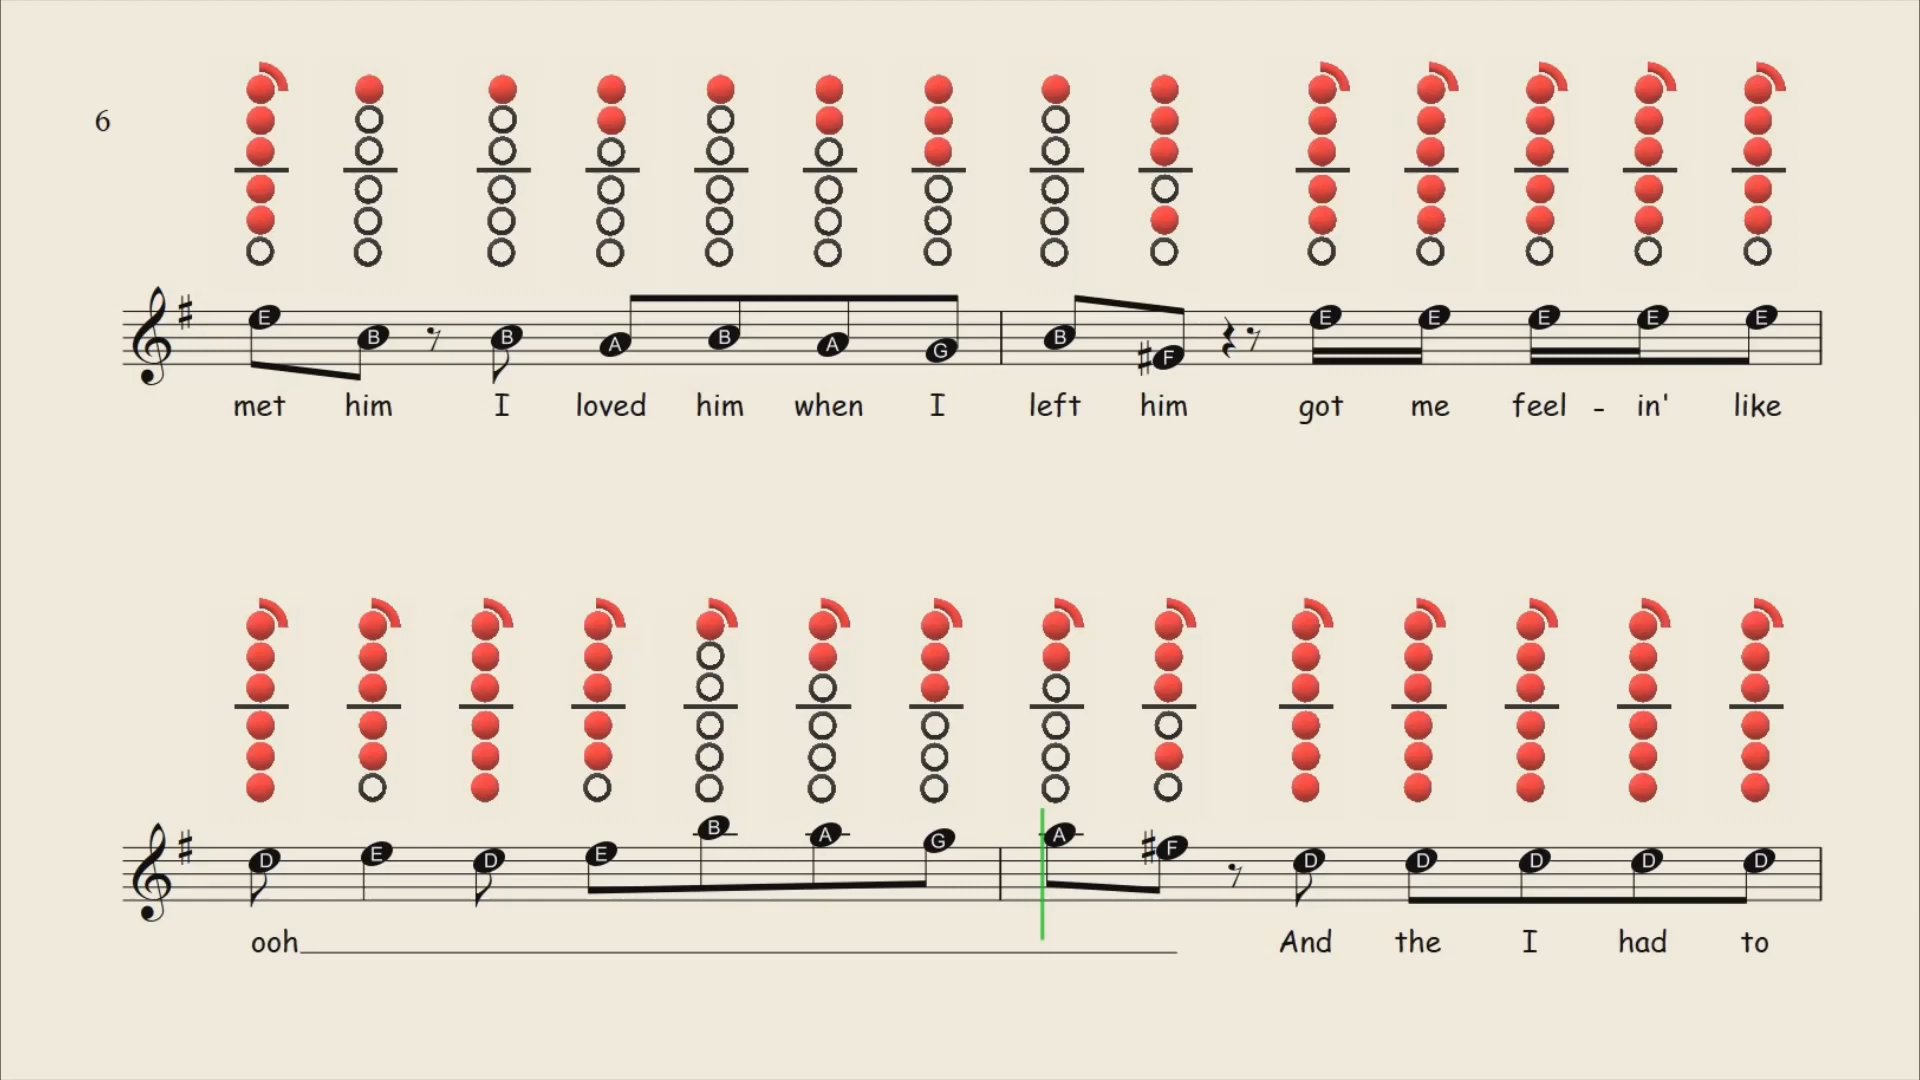 6
E B B A B A G B F E E E E E
met him I loved him when I left him got me feel - in' like
D E D E B A G A F D D D D D
ooh And the I had to